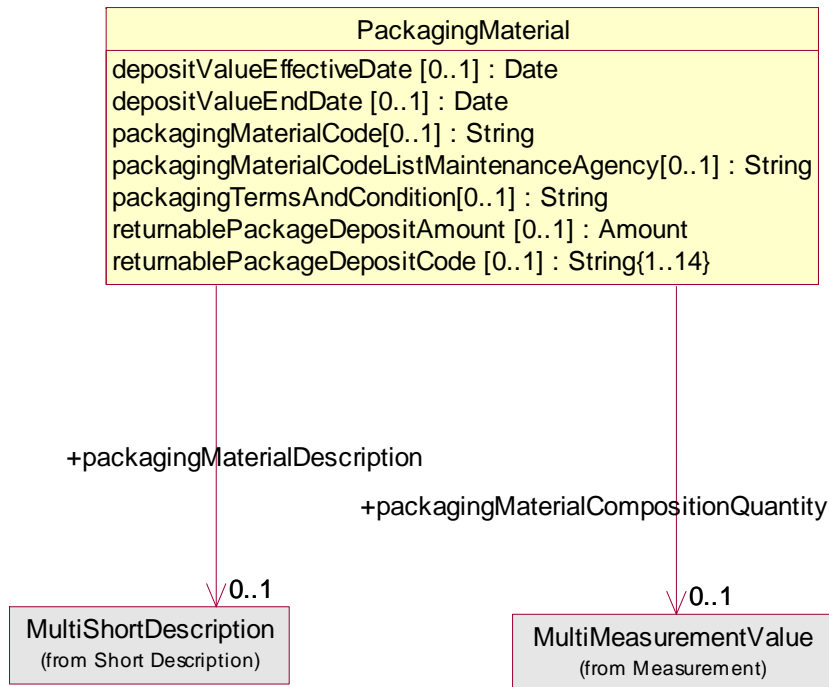 PackagingMaterial
depositValueEffectiveDate [0..1] : Date
depositValueEndDate [0..1] : Date
packagingMaterialCode[0..1] : String
packagingMaterialCodeListMaintenanceAgency[0..1] : String
packagingTermsAndCondition[0..1] : String
returnablePackageDepositAmount [0..1] : Amount
returnablePackageDepositCode [0..1] : String{1..14}
+packagingMaterialDescription
+packagingMaterialCompositionQuantity
0..1
0..1
MultiShortDescription
(from Short Description)
MultiMeasurementValue
(from Measurement)